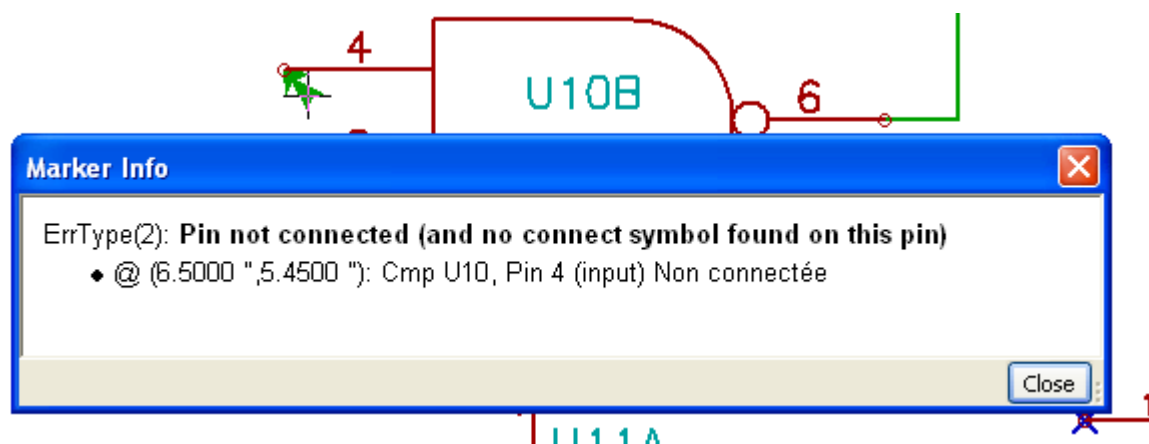 4
U10B
6
Marker Info
ErrType(2): Pin not connected (and no connect symbol found on this pin)
@ (6.5000 ",5.4500 "): Cmp U10, Pin 4 (input) Non connectée
Close
U11A